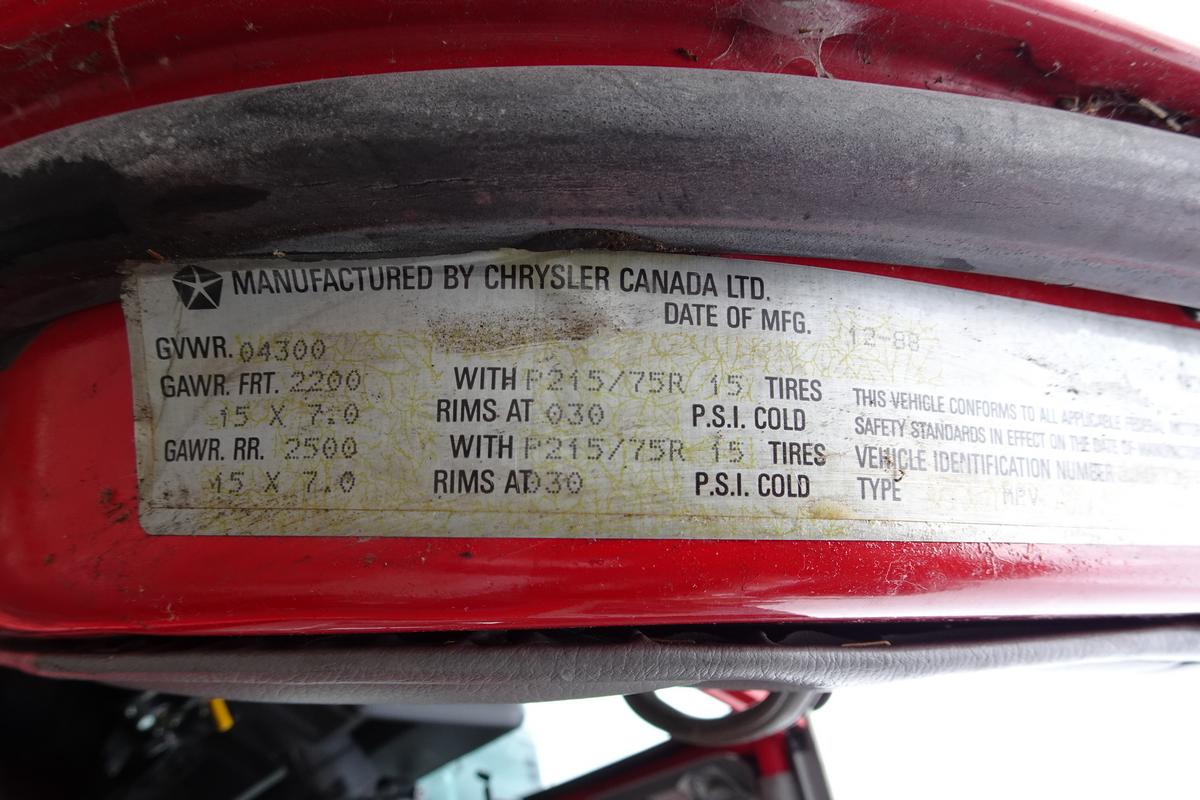 MANUFACTURED BY CHRYSLER CANADA LTD.
DATE OF MFG. 12-88
GVWR. 04300
GAWR. FRT. 2200 WITH P215/75R 15 TIRES
15 X 7.0 RIMS AT 030 P.S.I. COLD
GAWR. RR. 2500 WITH P215/75R 15 TIRES
15 X 7.0 RIMS AT 030 P.S.I. COLD
THIS VEHICLE CONFORMS TO ALL APPLICABLE FEDERAL MOTOR
SAFETY STANDARDS IN EFFECT ON THE DATE OF
VEHICLE IDENTIFICATION NUMBER
TYPE MPV